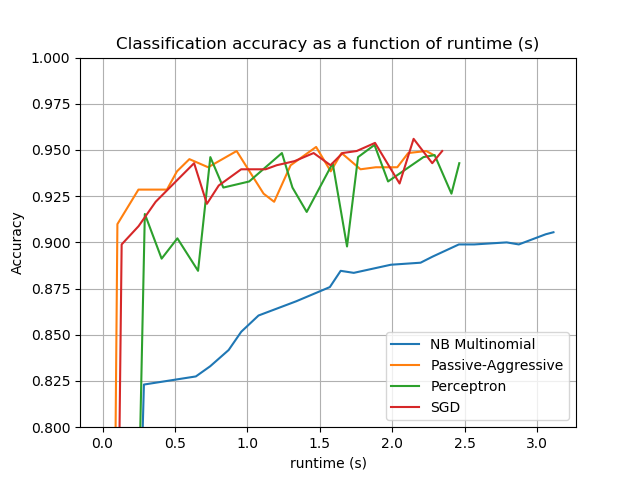 Classification accuracy as a function of runtime (s)
1.000
0.975
0.950
0.925
0.900
0.875
0.850
0.825
0.800
Accuracy
NB Multinomial
Passive-Aggressive
Perceptron
SGD
0.0 0.5 1.0 1.5 2.0 2.5 3.0
runtime (s)